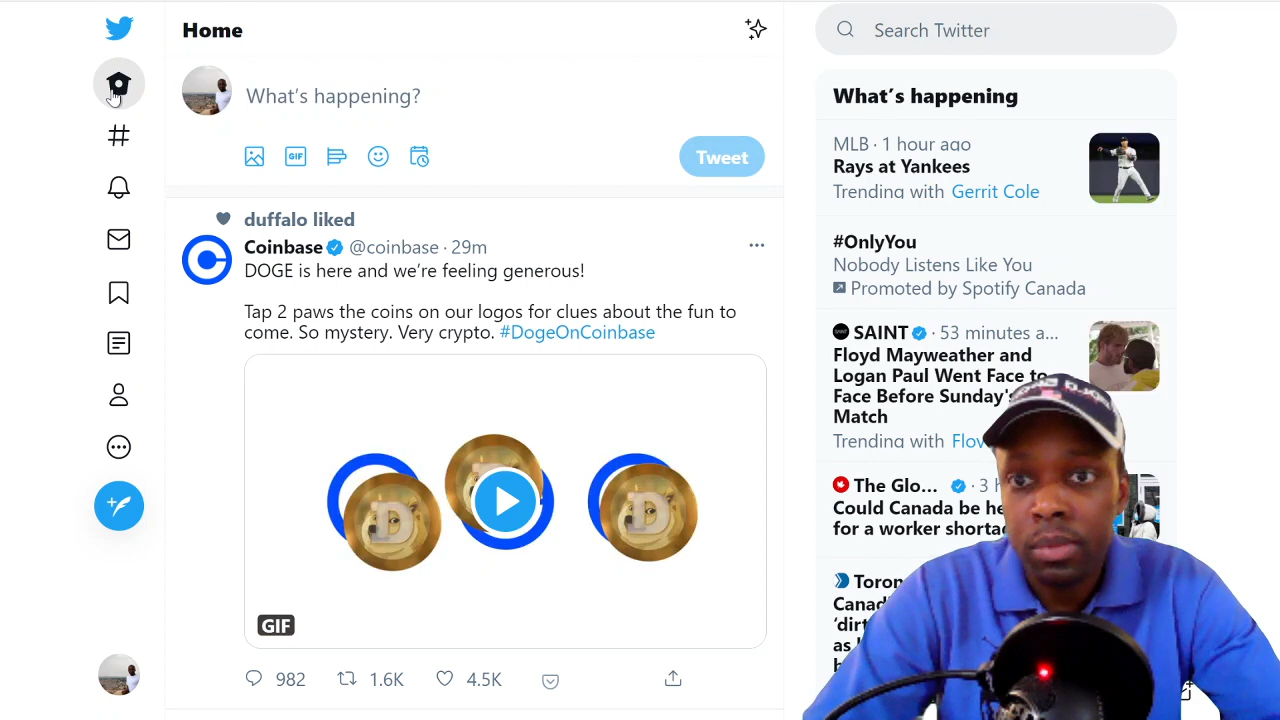 Home
What's happening?
GIF
Tweet
duffalo liked
Coinbase @coinbase · 29m
DOGE is here and we're feeling generous!
Tap 2 paws the coins on our logos for clues about the fun to
come. So mystery. Very crypto. #DogeOnCoinbase
D
D
GIF
982
1.6K
4.5K
Search Twitter
What's happening
MLB · 1 hour ago
Rays at Yankees
Trending with Gerrit Cole
#OnlyYou
Nobody Listens Like You
Promoted by Spotify Canada
SAINT · 53 minutes a...
Floyd Mayweather and
Logan Paul Went Face to
Face Before Sunday's
Match
Trending with
The Glo... · 3
Could Canada be
for a worker
as